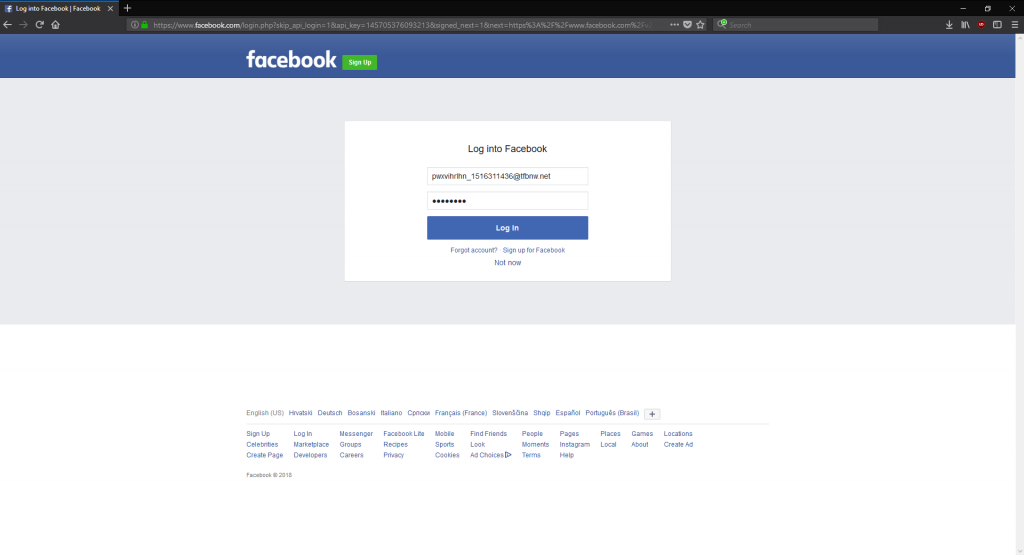 Log into Facebook | Facebook
https://www.facebook.com/login.php?skip_api_login=1&api_key=145705376093213&signed_next=1&next=https%3A%2F%2Fwww.facebook.com%2F
Search
facebook
Sign Up
Log into Facebook
pwxvihrlhn_1516311436@tfbnw.net
Log In
Forgot account? Sign up for Facebook
Not now
English (US) Hrvatski Deutsch Bosanski Italiano Српски Français (France) Slovenščina Shqip Español Português (Brasil) +
Sign Up Log In Messenger Facebook Lite Mobile Find Friends People Pages Places Games Locations
Celebrities Marketplace Groups Recipes Sports Look Moments Instagram Local About Create Ad
Create Page Developers Careers Privacy Cookies Ad Choices Terms Help
Facebook © 2018